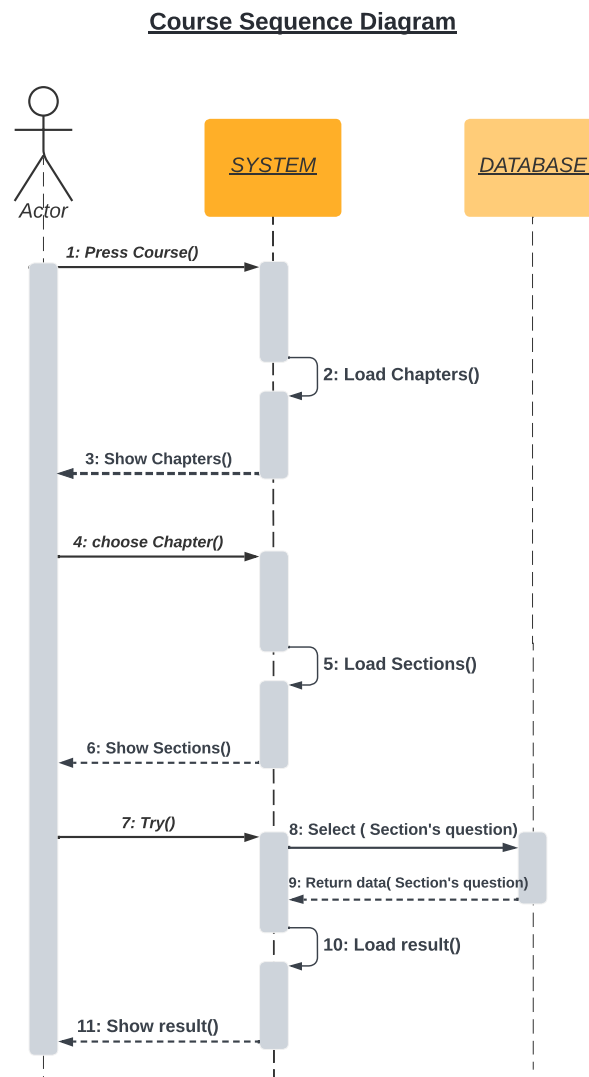 Course Sequence Diagram
SYSTEM
DATABASE
Actor
1: Press Course()
2: Load Chapters()
3: Show Chapters()
4: choose Chapter()
5: Load Sections()
6: Show Sections()
7: Try()
8: Select ( Section's question)
9: Return data( Section's question)
10: Load result()
11: Show result()